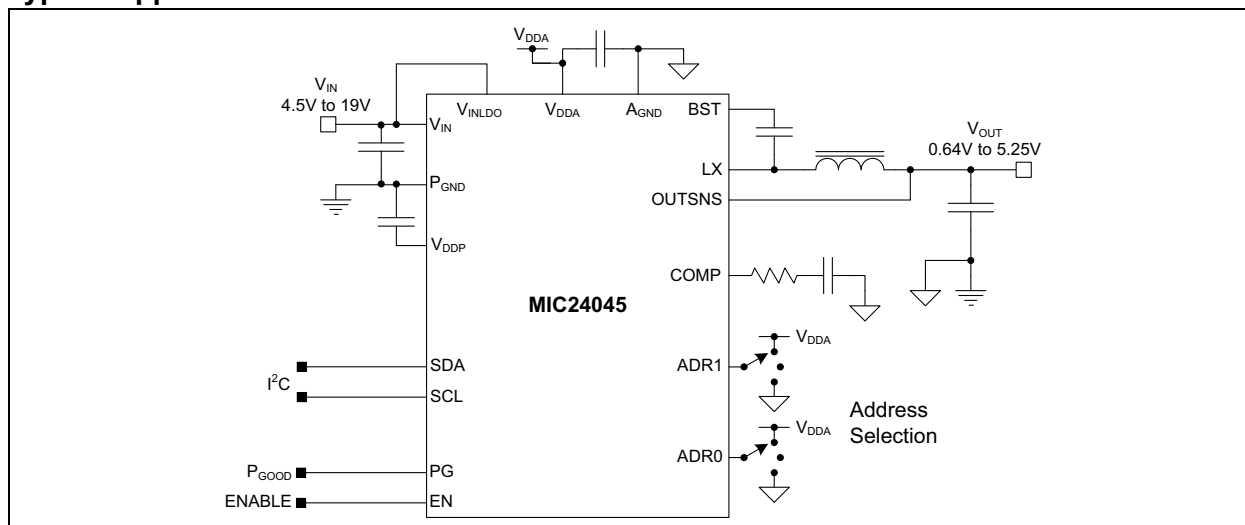 V_DDA
V_IN
4.5V to 19V
V_INLDO
V_DDA
A_GND
BST
V_IN
V_OUT
0.64V to 5.25V
LX
P_GND
OUTSNS
V_DDP
COMP
MIC24045
V_DDA
SDA
ADR1
I²C
SCL
Address
Selection
V_DDA
ADR0
P_GOOD
PG
ENABLE
EN